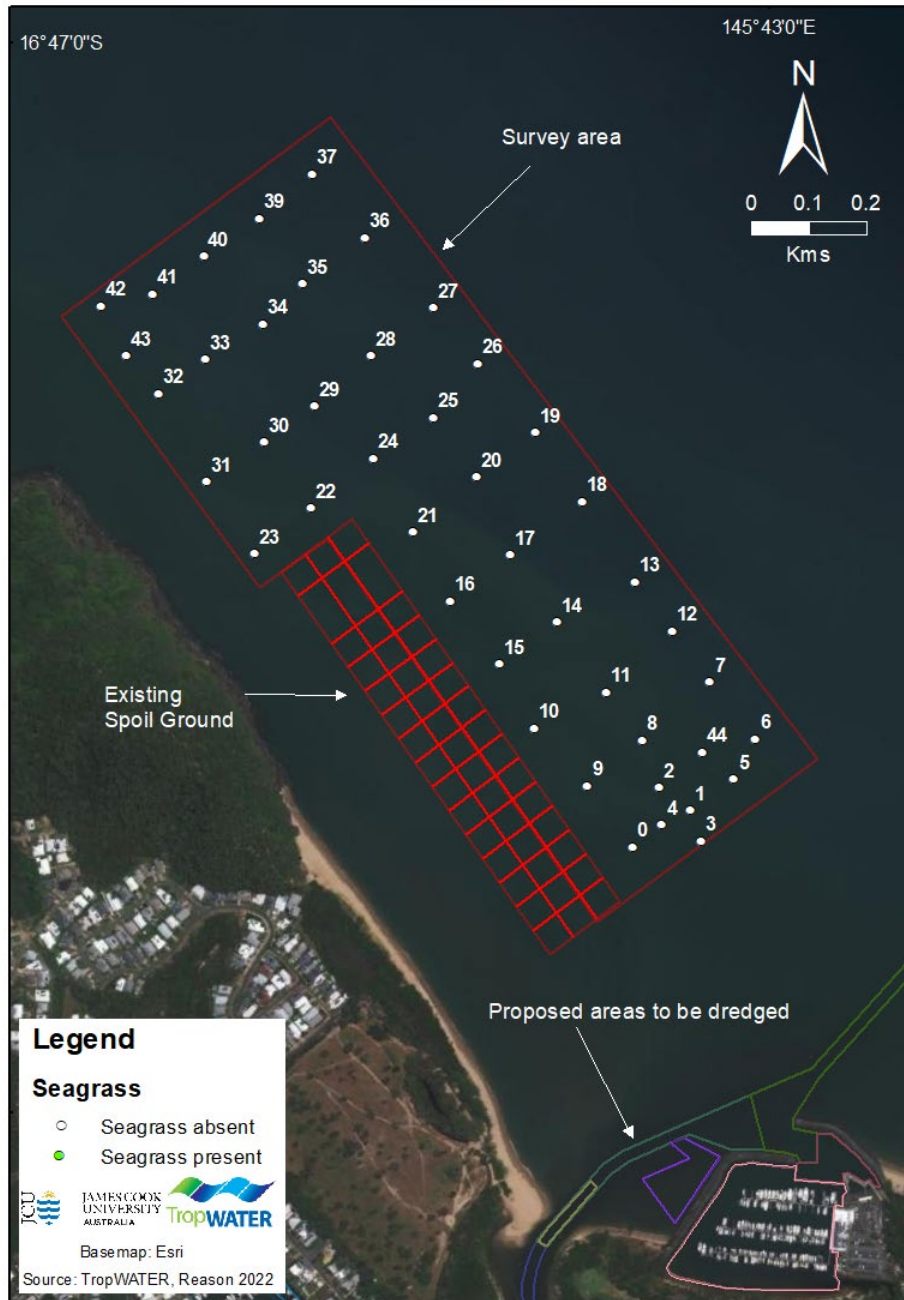 16°47'0"S
145°43'0"E
N
Survey area
0 0.1 0.2
Kms
37
39
36
40
35
41
42
27
34
43
33
28
26
32
29
25
19
30
24
20
31
18
22
21
17
23
13
16
14
12
15
11
7
Existing
Spoil Ground
10
8
6
44
9
2
5
1
4
0
3
Proposed areas to be dredged
Legend
Seagrass
Seagrass absent
Seagrass present
JCU
JAMES COOK
UNIVERSITY
AUSTRALIA
TropWATER
Basemap: Esri
Source: TropWATER, Reason 2022